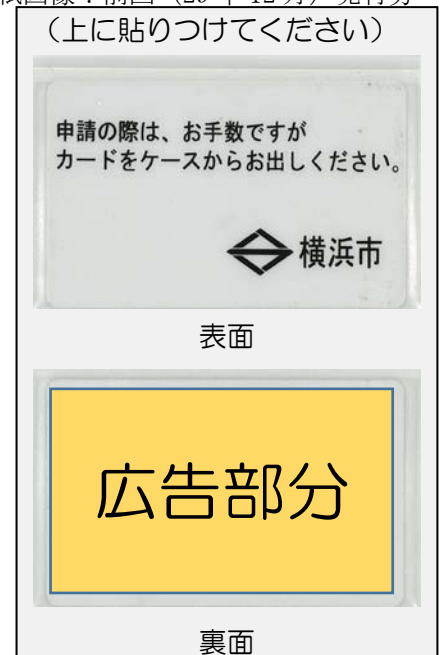 （上に貼りつけてください）
申請の際は、お手数ですが
カードをケースからお出しください。
横浜市
表面
広告部分
裏面